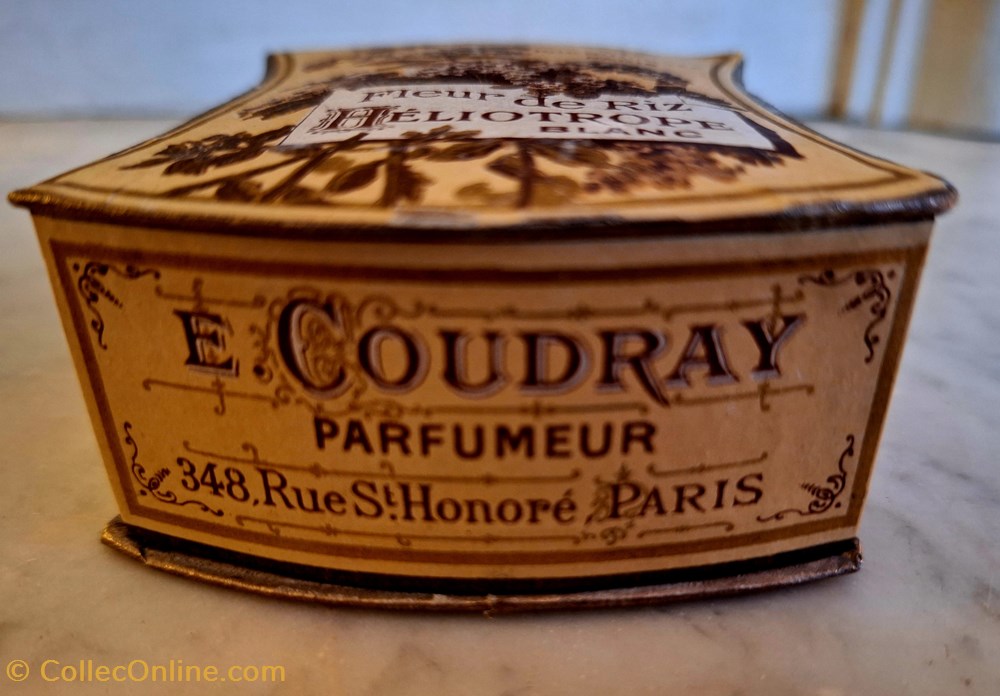 Fleur de Riz
HÉLIOTROPE
BLANC
E. COUDRAY
PARFUMEUR
348, Rue St. Honoré, PARIS
© CollecOnline.com